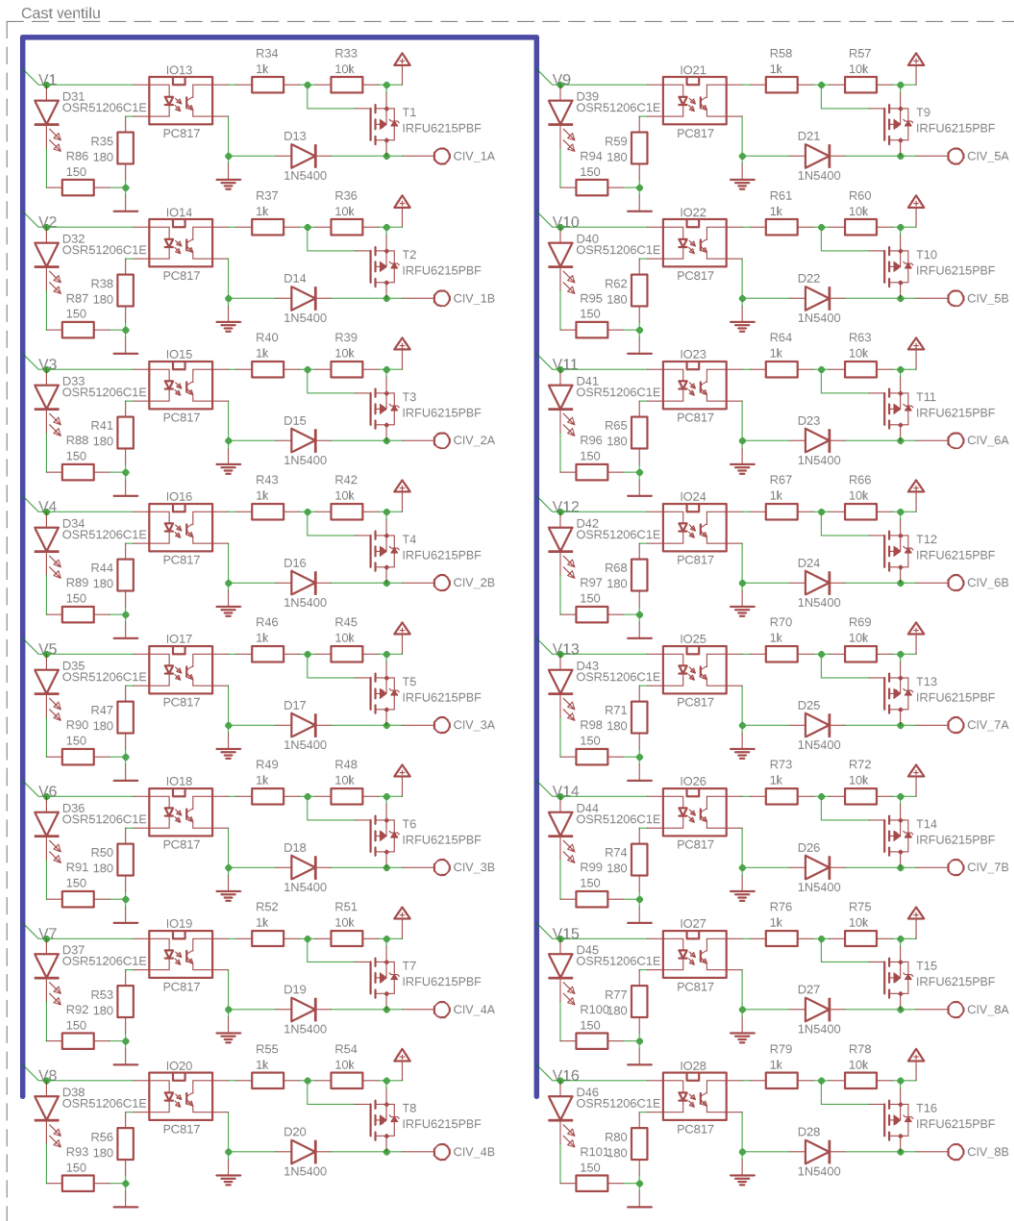 Cast ventilu
V1
D31
OSR51206C1E
R86
150
R35
180
IO13
PC817
R34
1k
R33
10k
T1
IRFU6215PBF
D13
1N5400
CIV_1A
V2
D32
OSR51206C1E
R87
150
R38
180
IO14
PC817
R37
1k
R36
10k
T2
IRFU6215PBF
D14
1N5400
CIV_1B
V3
D33
OSR51206C1E
R88
150
R41
180
IO15
PC817
R40
1k
R39
10k
T3
IRFU6215PBF
D15
1N5400
CIV_2A
V4
D34
OSR51206C1E
R89
150
R44
180
IO16
PC817
R43
1k
R42
10k
T4
IRFU6215PBF
D16
1N5400
CIV_2B
V5
D35
OSR51206C1E
R90
150
R47
180
IO17
PC817
R46
1k
R45
10k
T5
IRFU6215PBF
D17
1N5400
CIV_3A
V6
D36
OSR51206C1E
R91
150
R50
180
IO18
PC817
R49
1k
R48
10k
T6
IRFU6215PBF
D18
1N5400
CIV_3B
V7
D37
OSR51206C1E
R92
150
R53
180
IO19
PC817
R52
1k
R51
10k
T7
IRFU6215PBF
D19
1N5400
CIV_4A
V8
D38
OSR51206C1E
R93
150
R56
180
IO20
PC817
R55
1k
R54
10k
T8
IRFU6215PBF
D20
1N5400
CIV_4B
V9
D39
OSR51206C1E
R94
150
R59
180
IO21
PC817
R58
1k
R57
10k
T9
IRFU6215PBF
D21
1N5400
CIV_5A
V10
D40
OSR51206C1E
R95
150
R62
180
IO22
PC817
R61
1k
R60
10k
T10
IRFU6215PBF
D22
1N5400
CIV_5B
V11
D41
OSR51206C1E
R96
150
R65
180
IO23
PC817
R64
1k
R63
10k
T11
IRFU6215PBF
D23
1N5400
CIV_6A
V12
D42
OSR51206C1E
R97
150
R68
180
IO24
PC817
R67
1k
R66
10k
T12
IRFU6215PBF
D24
1N5400
CIV_6B
V13
D43
OSR51206C1E
R98
150
R71
180
IO25
PC817
R70
1k
R69
10k
T13
IRFU6215PBF
D25
1N5400
CIV_7A
V14
D44
OSR51206C1E
R99
150
R74
180
IO26
PC817
R73
1k
R72
10k
T14
IRFU6215PBF
D26
1N5400
CIV_7B
V15
D45
OSR51206C1E
R100
150
R77
180
IO27
PC817
R76
1k
R75
10k
T15
IRFU6215PBF
D27
1N5400
CIV_8A
V16
D46
OSR51206C1E
R101
150
R80
180
IO28
PC817
R79
1k
R78
10k
T16
IRFU6215PBF
D28
1N5400
CIV_8B